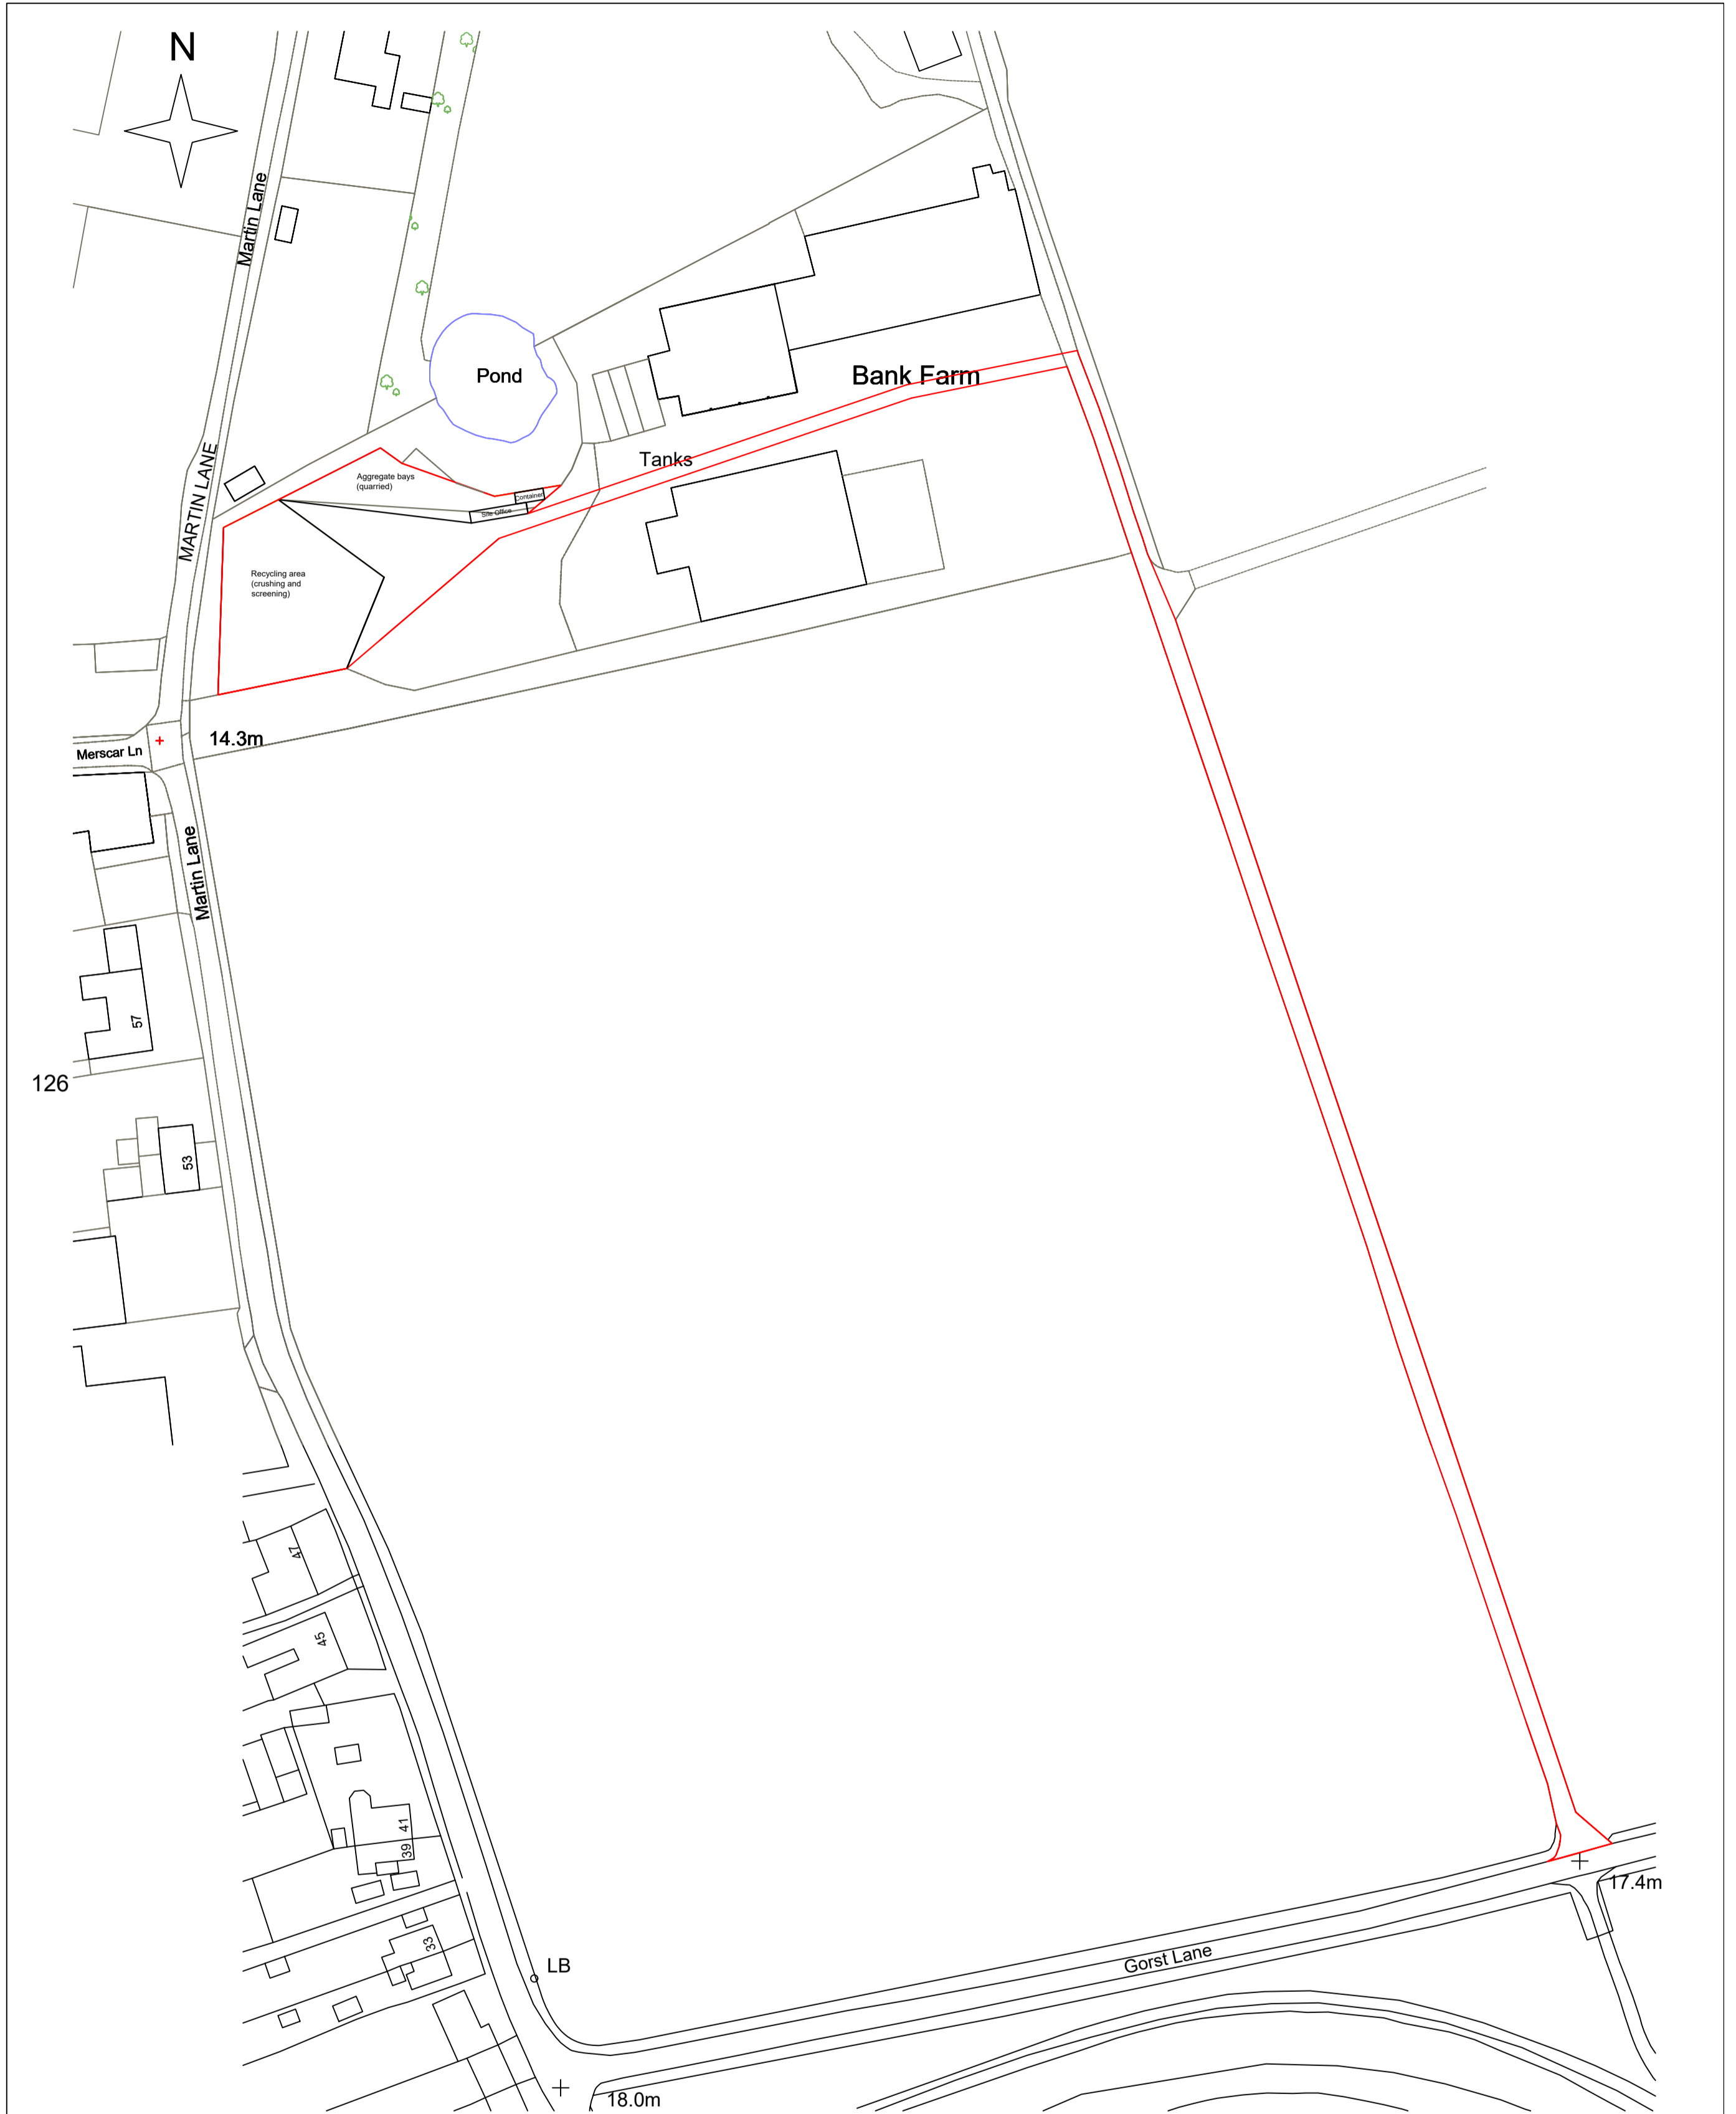 N
Martin Lane
Pond
Bank Farm
MARTIN LANE
Tanks
Aggregate bays
(quarried)
Container
Site Office
Recycling area
(crushing and
screening)
14.3m
Merscar Ln
Martin Lane
57
126
53
47
45
41
39
17.4m
33
Gorst Lane
LB
18.0m